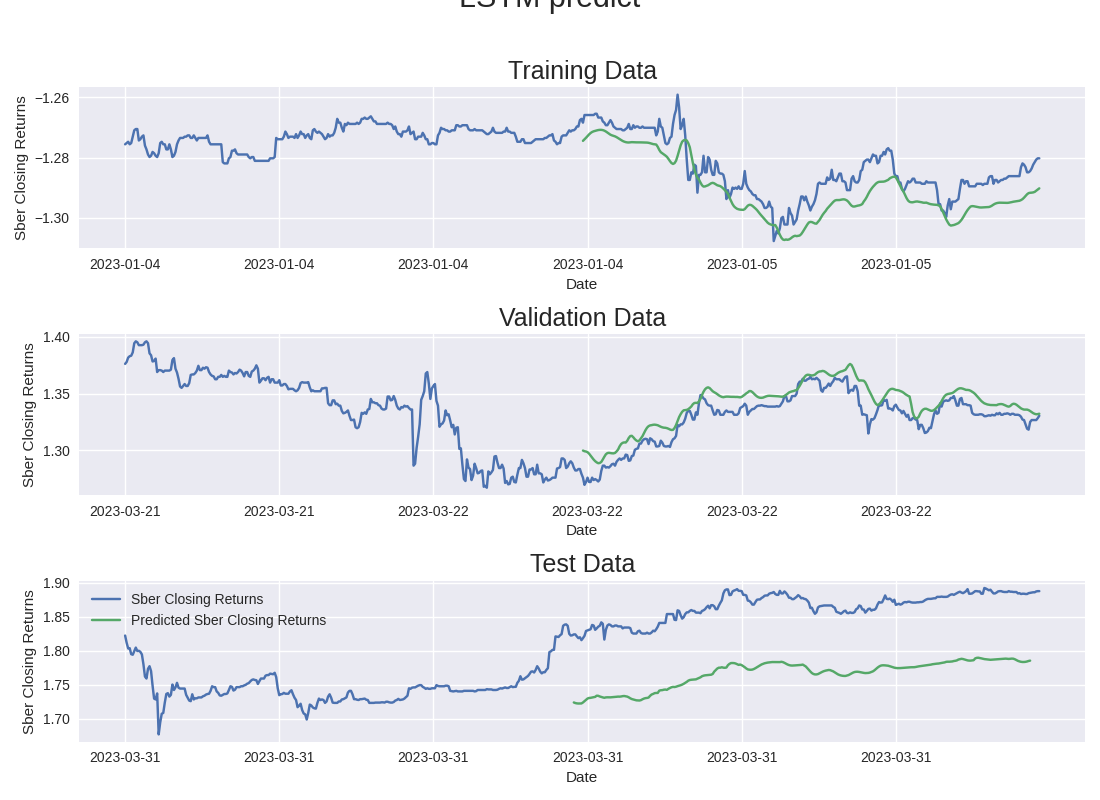 LSTM predict
Training Data
Sber Closing Returns
−1.26
−1.28
−1.30
2023-01-04 2023-01-04 2023-01-04 2023-01-04 2023-01-05 2023-01-05
Date
Validation Data
Sber Closing Returns
1.40
1.35
1.30
2023-03-21 2023-03-21 2023-03-22 2023-03-22 2023-03-22 2023-03-22
Date
Test Data
Sber Closing Returns
1.90
1.85
1.80
1.75
1.70
Sber Closing Returns
Predicted Sber Closing Returns
2023-03-31 2023-03-31 2023-03-31 2023-03-31 2023-03-31 2023-03-31
Date